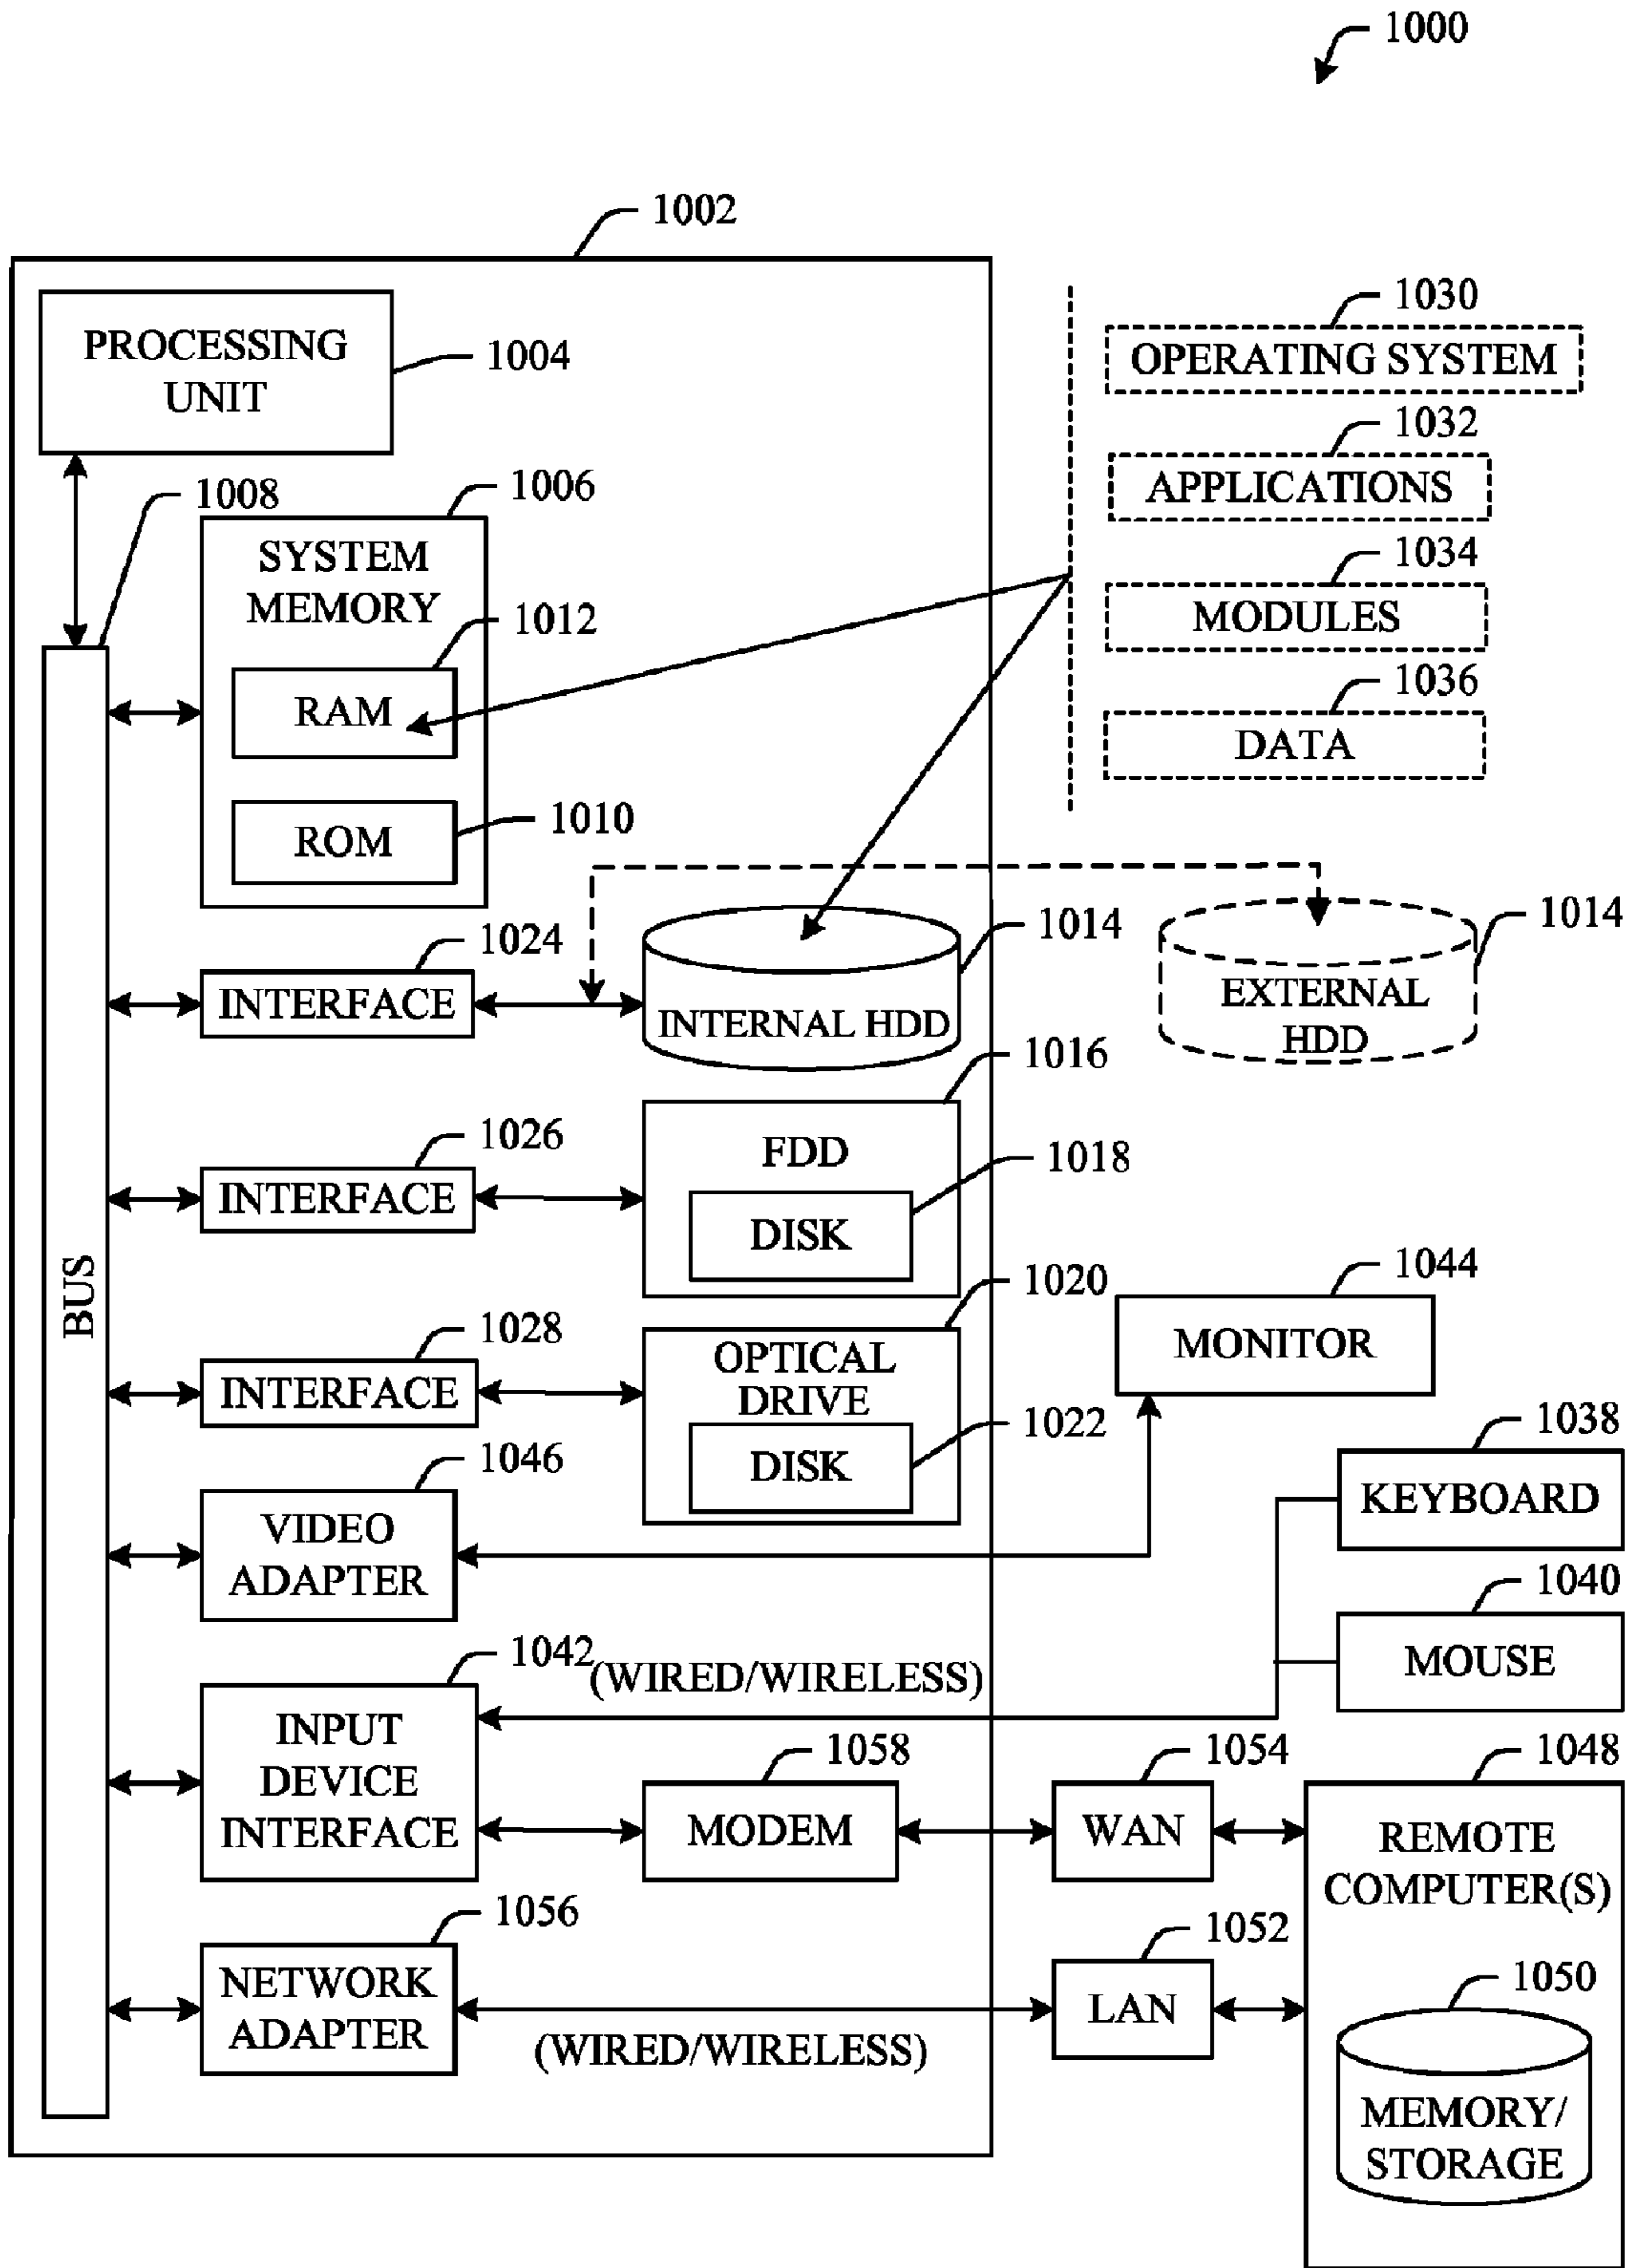 1000
1002
PROCESSING
UNIT
1004
1030
OPERATING SYSTEM
1032
APPLICATIONS
1034
MODULES
1036
DATA
1008
1006
SYSTEM
MEMORY
1012
RAM
1010
ROM
1024
INTERFACE
1014
INTERNAL HDD
1014
EXTERNAL
HDD
1016
FDD
1018
DISK
1026
INTERFACE
BUS
1020
OPTICAL
DRIVE
1022
DISK
1028
INTERFACE
1044
MONITOR
1046
VIDEO
ADAPTER
1038
KEYBOARD
1040
MOUSE
1042
(WIRED/WIRELESS)
INPUT
DEVICE
INTERFACE
1058
MODEM
1054
WAN
1048
REMOTE
COMPUTER(S)
1056
NETWORK
ADAPTER
(WIRED/WIRELESS)
1052
LAN
1050
MEMORY/
STORAGE